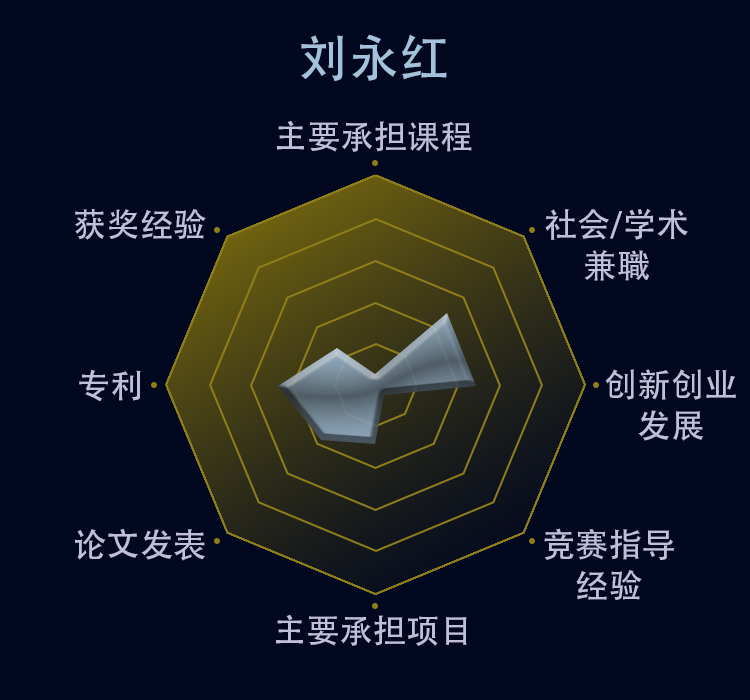 刘永红
主要承担课程
获奖经验
社会/学术
兼職
专利
创新创业
发展
论文发表
竞赛指导
经验
主要承担项目